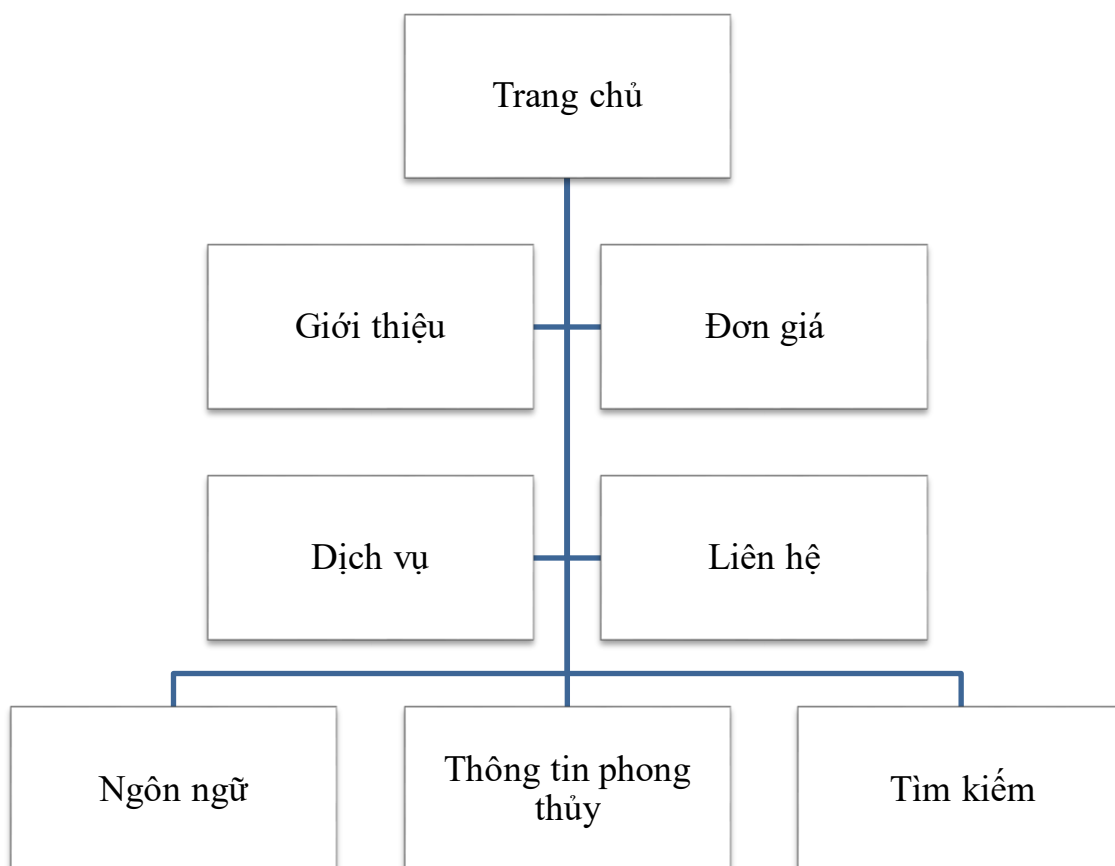 Trang chủ
Giới thiệu
Đơn giá
Dịch vụ
Liên hệ
Ngôn ngữ
Thông tin phong
thủy
Tìm kiếm